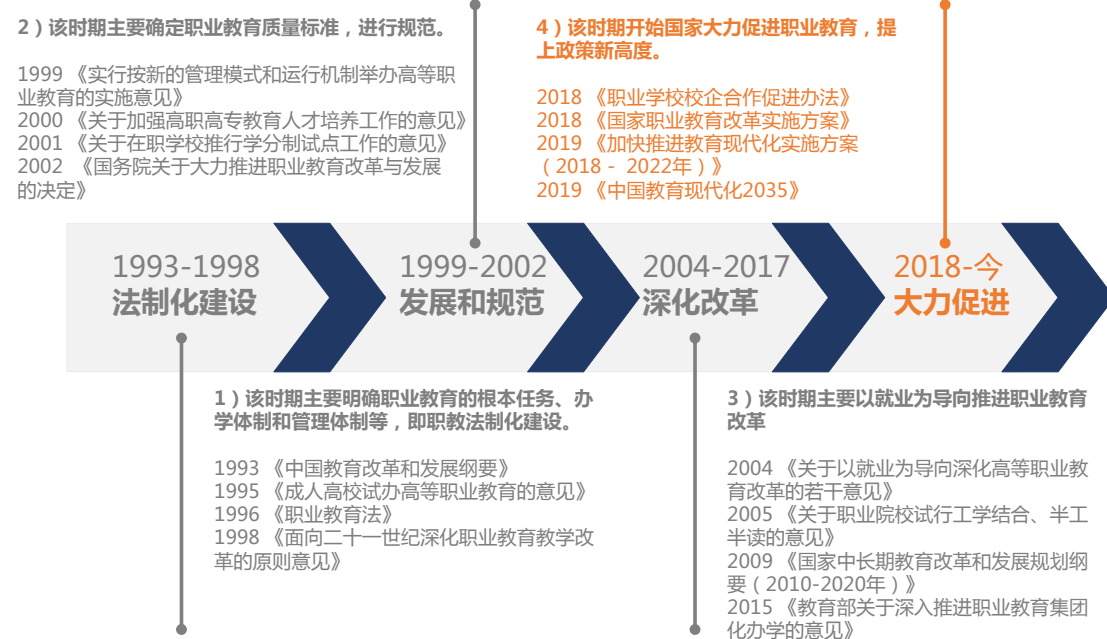 2）该时期主要确定职业教育质量标准，进行规范。
1999 《实行按新的管理模式和运行机制举办高等职
业教育的实施意见》
2000 《关于加强高职高专教育人才培养工作的意见》
2001 《关于在职学校推行学分制试点工作的意见》
2002 《国务院关于大力推进职业教育改革与发展
的决定》
4）该时期开始国家大力促进职业教育，提
上政策新高度。
2018 《职业学校校企合作促进办法》
2018 《国家职业教育改革实施方案》
2019 《加快推进教育现代化实施方案
（2018 - 2022年）》
2019 《中国教育现代化2035》
1993-1998
法制化建设
1999-2002
发展和规范
2004-2017
深化改革
2018-今
大力促进
1）该时期主要明确职业教育的根本任务、办
学体制和管理体制等，即职教法制化建设。
1993 《中国教育改革和发展纲要》
1995 《成人高校试办高等职业教育的意见》
1996 《职业教育法》
1998 《面向二十一世纪深化职业教育教学改
革的原则意见》
3）该时期主要以就业为导向推进职业教育
改革
2004 《关于以就业为导向深化高等职业教
育改革的若干意见》
2005 《关于职业院校试行工学结合、半工
半读的意见》
2009 《国家中长期教育改革和发展规划纲
要（2010-2020年）》
2015 《教育部关于深入推进职业教育集团
化办学的意见》